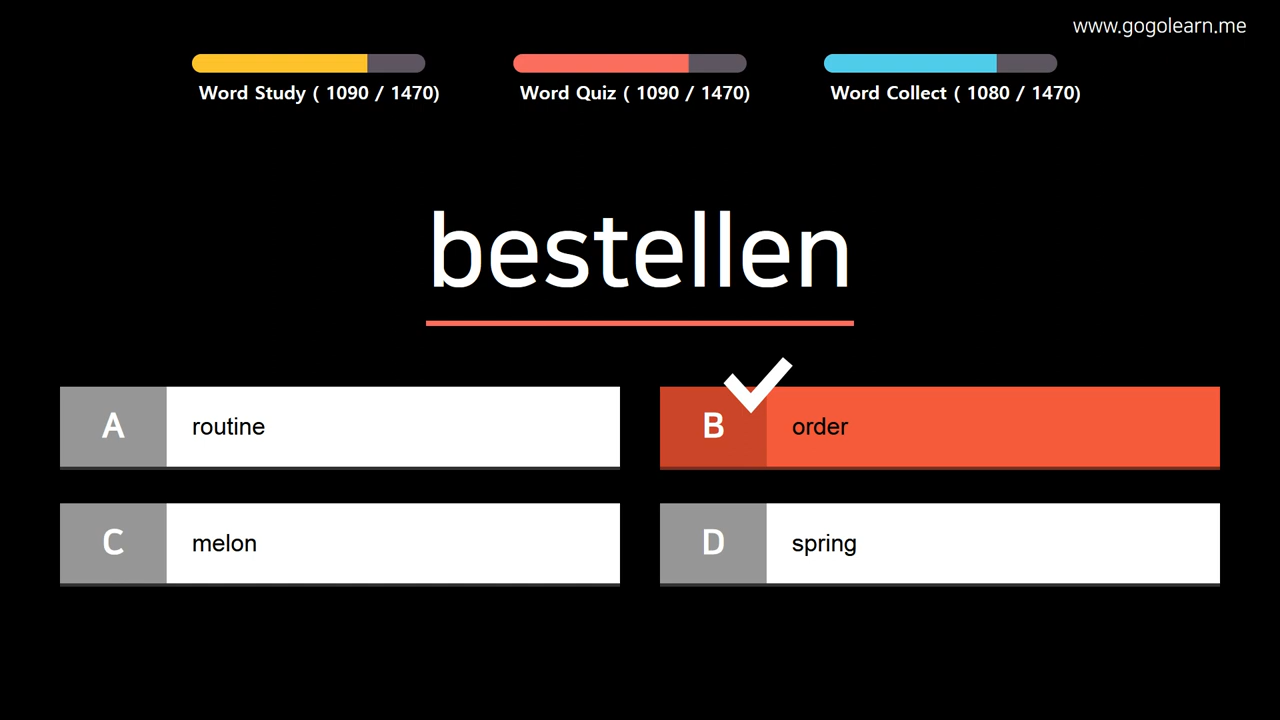 www.gogolearn.me
Word Study ( 1090 / 1470)
Word Quiz ( 1090 / 1470)
Word Collect ( 1080 / 1470)
bestellen
A routine
B order
C melon
D spring